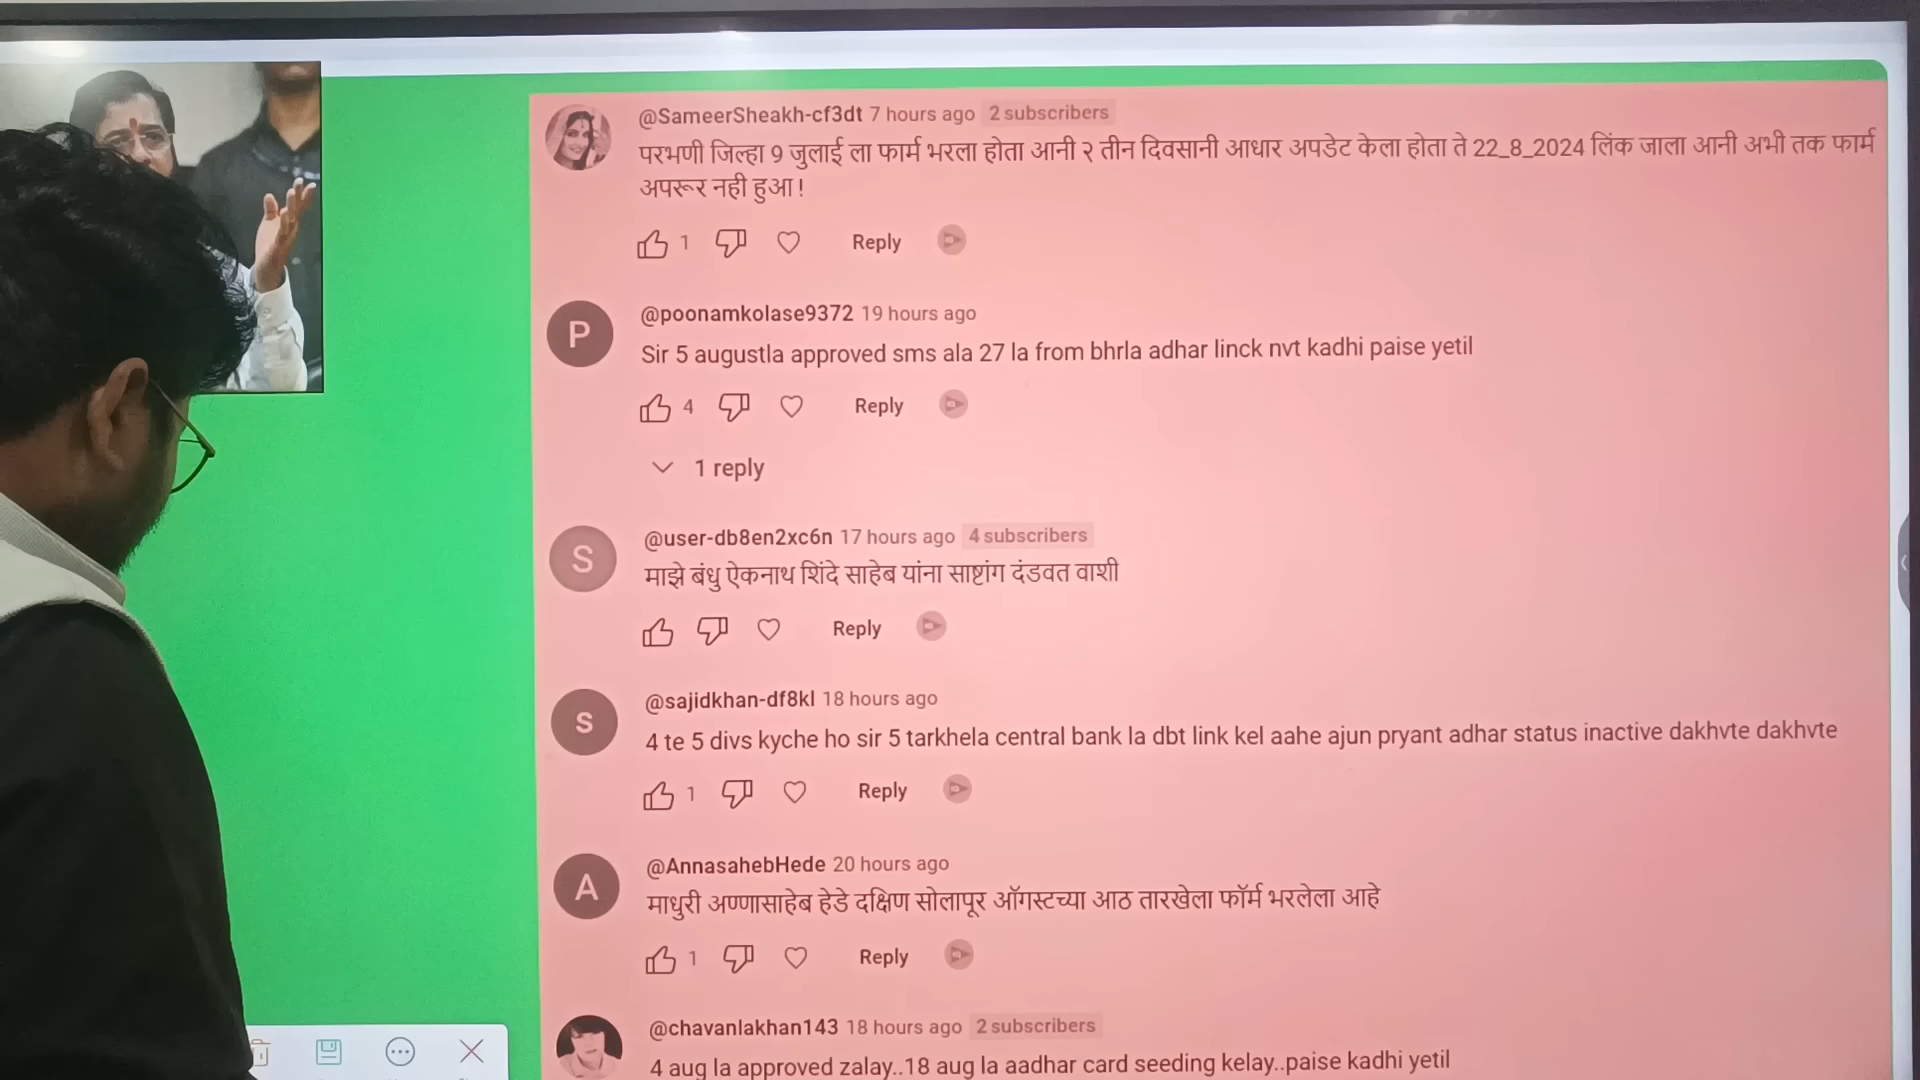 @SameerSheakh-cf3dt 7 hours ago 2 subscribers
परभणी जिल्हा 9 जुलाई ला फार्म भरला होता आनी २ तीन दिवसानी आधार अपडेट केला होता ते 22_8_2024 लिंक जाला आनी अभी तक फार्म
अपरूर नही हुआ !
1 Reply
P
@poonamkolase9372 19 hours ago
Sir 5 augustla approved sms ala 27 la from bhrla adhar linck nvt kadhi paise yetil
4 Reply
1 reply
S
@user-db8en2xc6n 17 hours ago 4 subscribers
माझे बंधु ऐकनाथ शिंदे साहेब यांना साष्टांग दंडवत वाशी
Reply
s
@sajidkhan-df8kl 18 hours ago
4 te 5 divs kyche ho sir 5 tarkhela central bank la dbt link kel aahe ajun pryant adhar status inactive dakhvte dakhvte
1 Reply
A
@AnnasahebHede 20 hours ago
माधुरी अण्णासाहेब हेडे दक्षिण सोलापूर ऑगस्टच्या आठ तारखेला फॉर्म भरलेला आहे
1 Reply
@chavanlakhan143 18 hours ago 2 subscribers
4 aug la approved zalay..18 aug la aadhar card seeding kelay..paise kadhi yetil